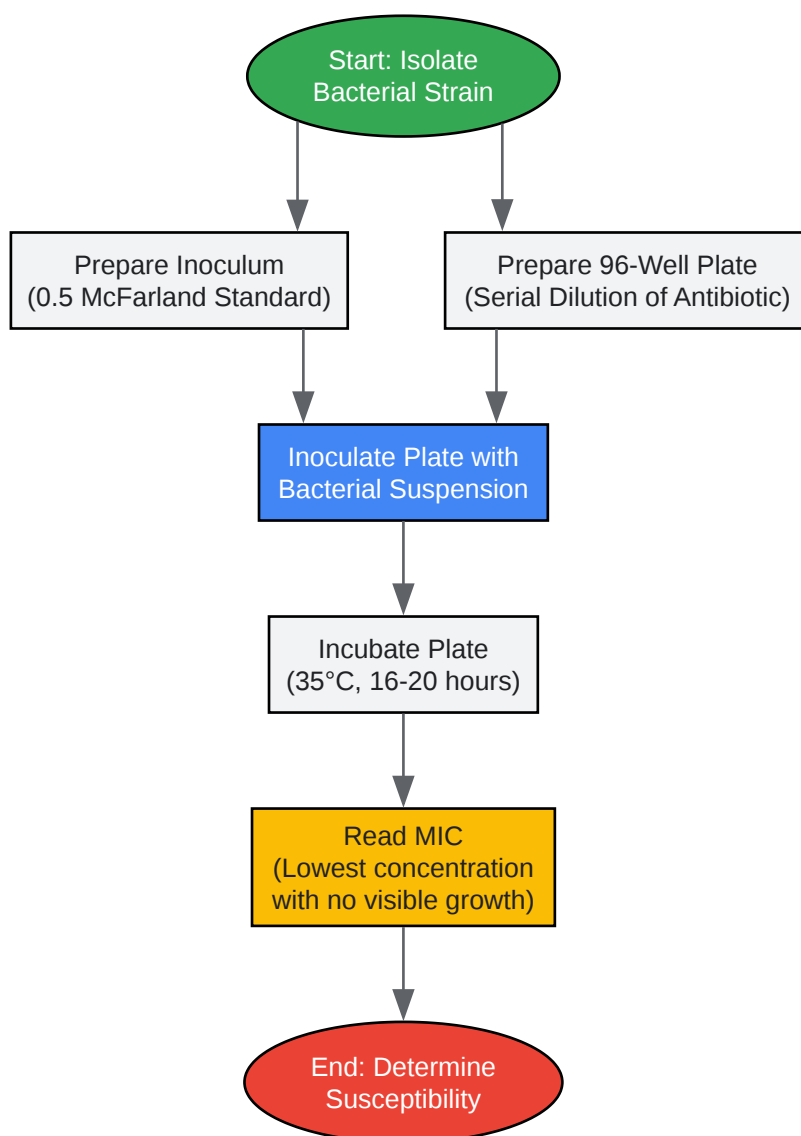 Start: Isolate
Bacterial Strain
Prepare Inoculum
(0.5 McFarland Standard)
Prepare 96-Well Plate
(Serial Dilution of Antibiotic)
Inoculate Plate with
Bacterial Suspension
Incubate Plate
(35°C, 16-20 hours)
Read MIC
(Lowest concentration
with no visible growth)
End: Determine
Susceptibility